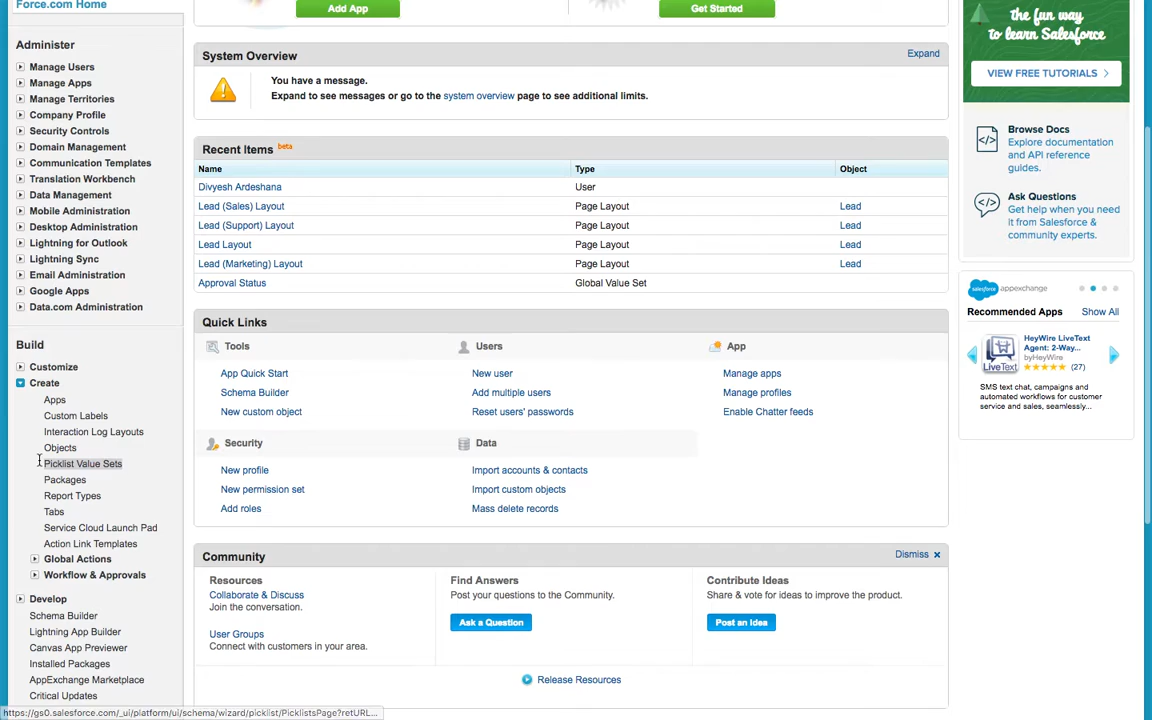 Force.com Home
Administer
Manage Users
Manage Apps
Manage Territories
Company Profile
Security Controls
Domain Management
Communication Templates
Translation Workbench
Data Management
Mobile Administration
Desktop Administration
Lightning for Outlook
Lightning Sync
Email Administration
Google Apps
Data.com Administration
Build
Customize
Create
Apps
Custom Labels
Interaction Log Layouts
Objects
Picklist Value Sets
Packages
Report Types
Tabs
Service Cloud Launch Pad
Action Link Templates
Global Actions
Workflow & Approvals
Develop
Schema Builder
Lightning App Builder
Canvas App Previewer
Installed Packages
AppExchange Marketplace
Critical Updates
https://gs0.salesforce.com/_ui/platform/ui/schema/wizard/picklist/PicklistsPage?retURL...
Add App
Get Started
System Overview
Expand
You have a message.
Expand to see messages or go to the system overview page to see additional limits.
Recent Items beta
Name Type Object
Divyesh Ardeshana User
Lead (Sales) Layout Page Layout Lead
Lead (Support) Layout Page Layout Lead
Lead Layout Page Layout Lead
Lead (Marketing) Layout Page Layout Lead
Approval Status Global Value Set
Quick Links
Tools
App Quick Start
Schema Builder
New custom object
Users
New user
Add multiple users
Reset users' passwords
App
Manage apps
Manage profiles
Enable Chatter feeds
Security
New profile
New permission set
Add roles
Data
Import accounts & contacts
Import custom objects
Mass delete records
Community
Dismiss x
Resources
Collaborate & Discuss
Join the conversation.
User Groups
Connect with customers in your area.
Find Answers
Post your questions to the Community.
Ask a Question
Contribute Ideas
Share & vote for ideas to improve the product.
Post an Idea
Release Resources
the fun way
to learn Salesforce
VIEW FREE TUTORIALS >
</>
Browse Docs
Explore documentation
and API reference
guides.
</>
Ask Questions
Get help when you need
it from Salesforce &
community experts.
salesforce appexchange
Recommended Apps Show All
LiveText
HeyWire LiveText
Agent: 2-Way...
byHeyWire
(27)
SMS text chat, campaigns and
automated workflows for customer
service and sales, seamlessly...